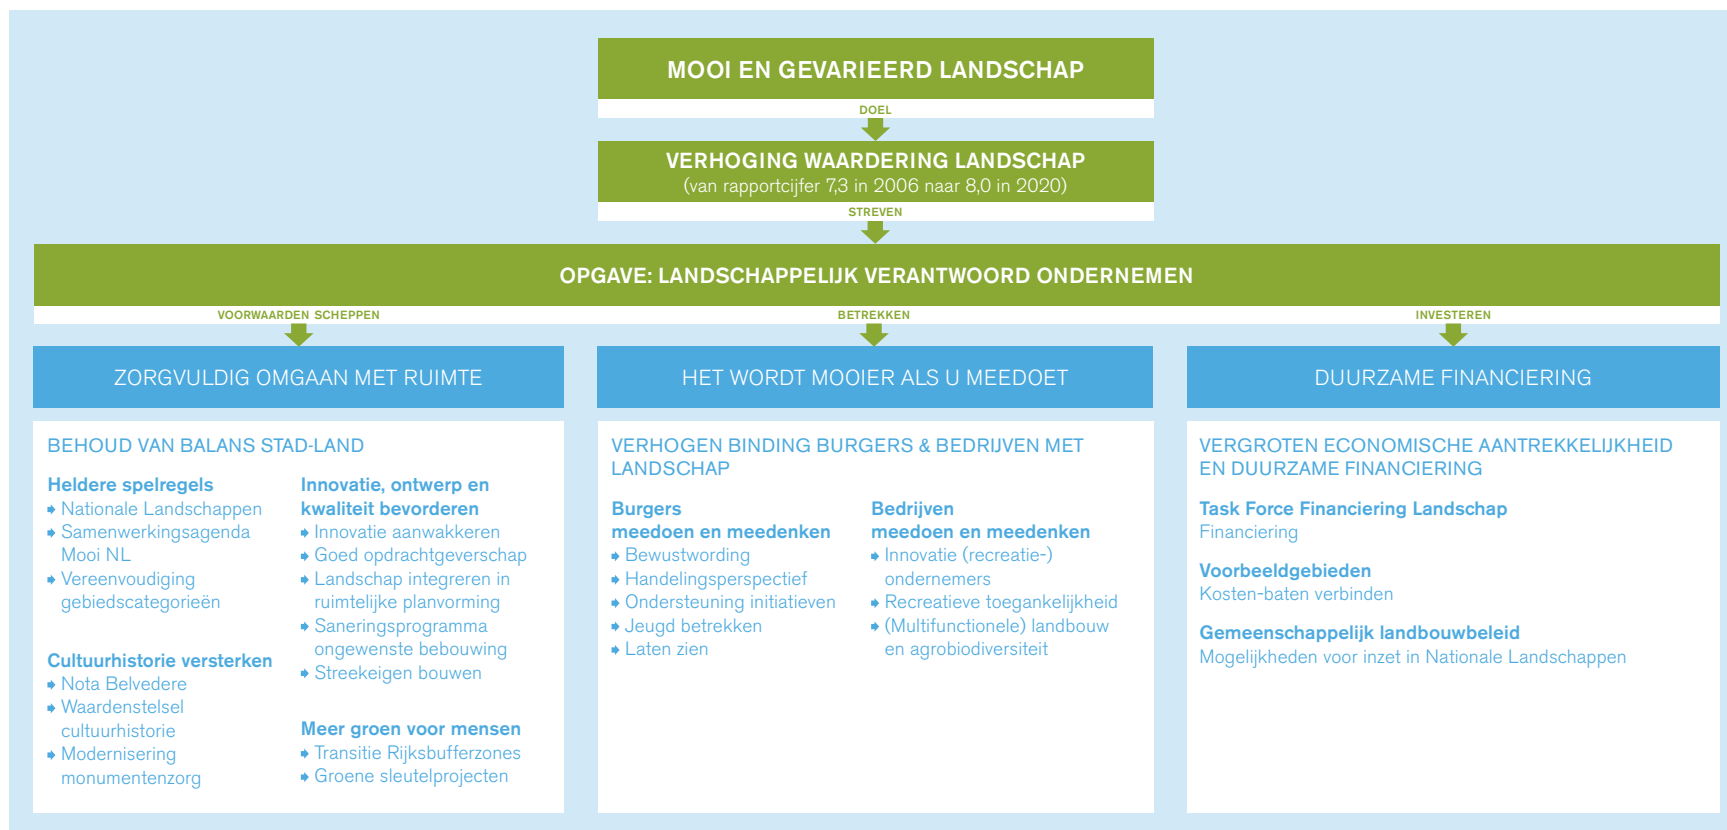 MOOI EN GEVARIEERD LANDSCHAP
DOEL
VERHOGING WAARDERING LANDSCHAP
(van rapportcijfer 7,3 in 2006 naar 8,0 in 2020)
STREVEN
OPGAVE: LANDSCHAPPELIJK VERANTWOORD ONDERNEMEN
VOORWAARDEN SCHEPPEN
BETREKKEN
INVESTEREN
ZORGVULDIG OMGAAN MET RUIMTE
HET WORDT MOOIER ALS U MEEDOET
DUURZAME FINANCIERING
BEHOUD VAN BALANS STAD-LAND
Heldere spelregels
Nationale Landschappen
Samenwerkingsagenda
Mooi NL
Vereenvoudiging
gebiedscategorieën
Cultuurhistorie versterken
Nota Belvedere
Waardenstelsel
cultuurhistorie
Modernisering
monumentenzorg
Innovatie, ontwerp en
kwaliteit bevorderen
Innovatie aanwakkeren
Goed opdrachtgeverschap
Landschap integreren in
ruimtelijke planvorming
Saneringsprogramma
ongewenste bebouwing
Streekeigen bouwen
Meer groen voor mensen
Transitie Rijksbufferzones
Groene sleutelprojecten
VERHOGEN BINDING BURGERS & BEDRIJVEN MET
LANDSCHAP
Burgers
meedoen en meedenken
Bewustwording
Handelingsperspectief
Ondersteuning initiatieven
Jeugd betrekken
Laten zien
Bedrijven
meedoen en meedenken
Innovatie (recreatie-)
ondernemers
Recreatieve toegankelijkheid
(Multifunctionele) landbouw
en agrobiodiversiteit
VERGROTEN ECONOMISCHE AANTREKKELIJKHEID
EN DUURZAME FINANCIERING
Task Force Financiering Landschap
Financiering
Voorbeeldgebieden
Kosten-baten verbinden
Gemeenschappelijk landbouwbeleid
Mogelijkheden voor inzet in Nationale Landschappen